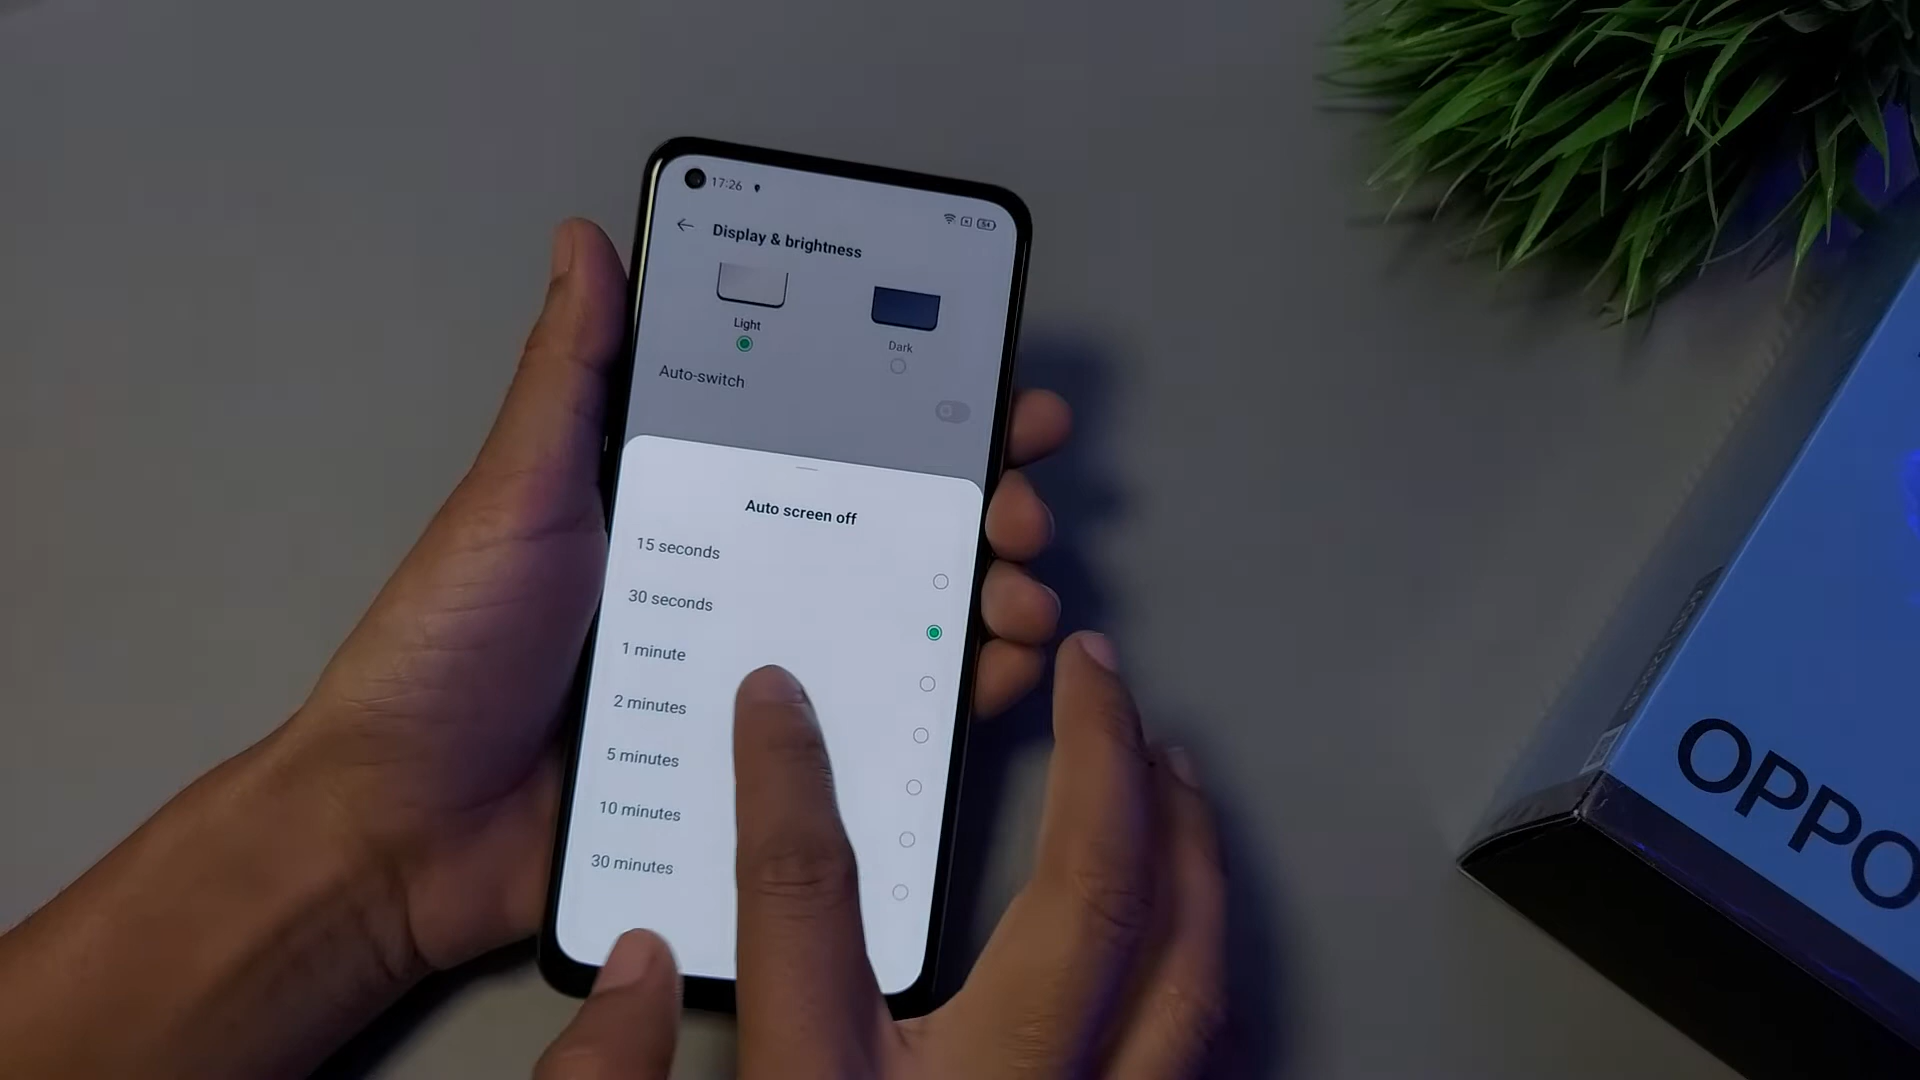 17:26
54
Display & brightness
Light
Dark
Auto-switch
Auto screen off
15 seconds
30 seconds
1 minute
2 minutes
5 minutes
10 minutes
30 minutes
OPPO